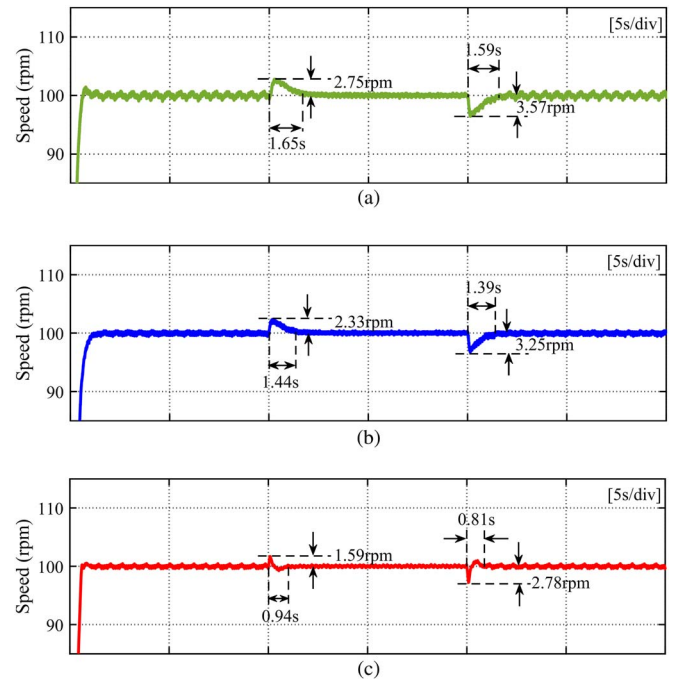 [5s/div]
110
1.59s
Speed (rpm)
2.75rpm
100
3.57rpm
1.65s
90
(a)
[5s/div]
110
1.39s
Speed (rpm)
2.33rpm
100
3.25rpm
1.44s
90
(b)
[5s/div]
110
0.81s
Speed (rpm)
1.59rpm
100
2.78rpm
0.94s
90
(c)